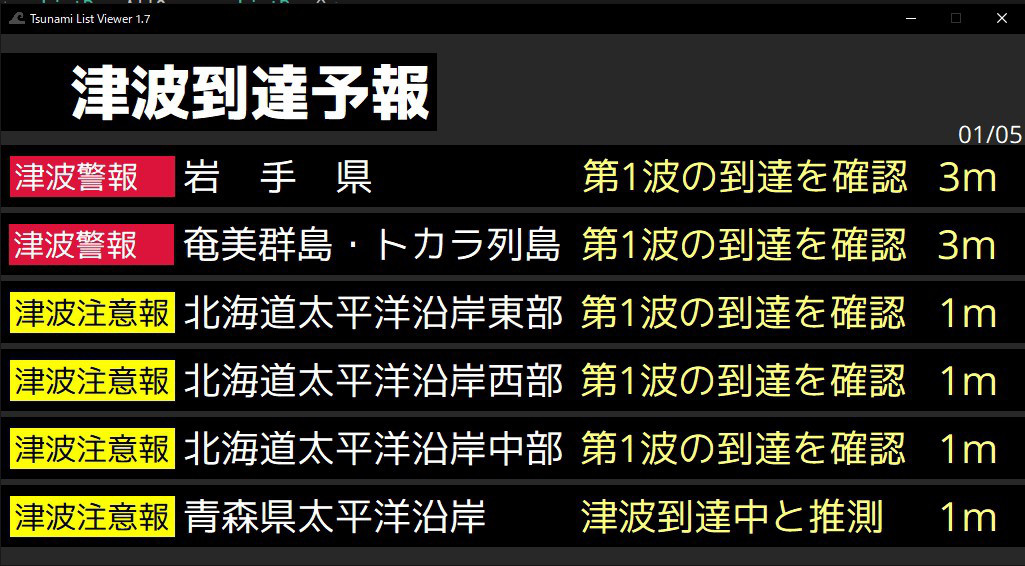 Tsunami List Viewer 1.7
津波到達予報
01/05
津波警報 岩　手　県 第1波の到達を確認 3m
津波警報 奄美群島・トカラ列島 第1波の到達を確認 3m
津波注意報 北海道太平洋沿岸東部 第1波の到達を確認 1m
津波注意報 北海道太平洋沿岸西部 第1波の到達を確認 1m
津波注意報 北海道太平洋沿岸中部 第1波の到達を確認 1m
津波注意報 青森県太平洋沿岸 津波到達中と推測 1m